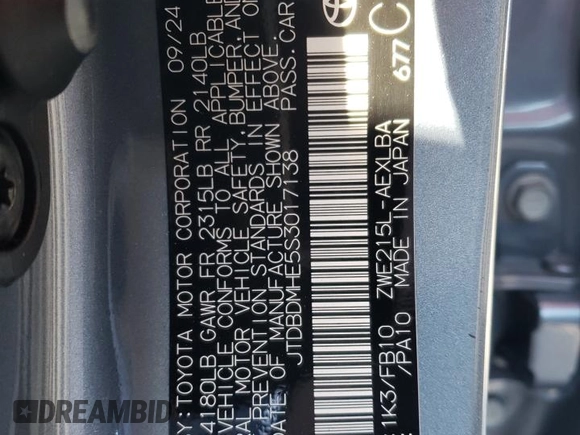 Y:TOYOTA MOTOR CORPORATION 09/24
4180LB GAWR FR 2315LB RR 2140LB
VEHICLE CONFORMS TO ALL APPLICABLE
AL MOTOR VEHICLE SAFETY, BUMPER, AND
PREVENTION STANDARDS IN EFFECT ON
DATE OF MANUFACTURE SHOWN ABOVE.
JTDBDMHE5S3017138 PASS. CAR
1K3/FB10 ZWE215L-AEXLBA
/PA10 MADE IN JAPAN 677 C
DREAMBID